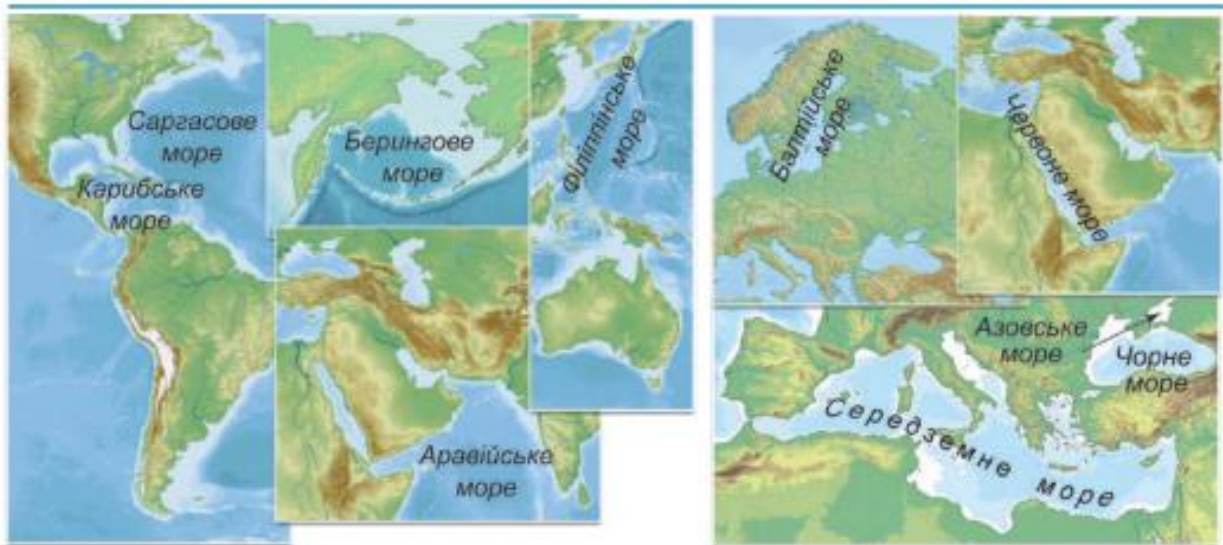 Саргасове
море
Карибське
море
Берингове
море
Філіппінське
море
Аравійське
море
Балтійське
море
Червоне море
Азовське
море
Чорне
море
Середземне море